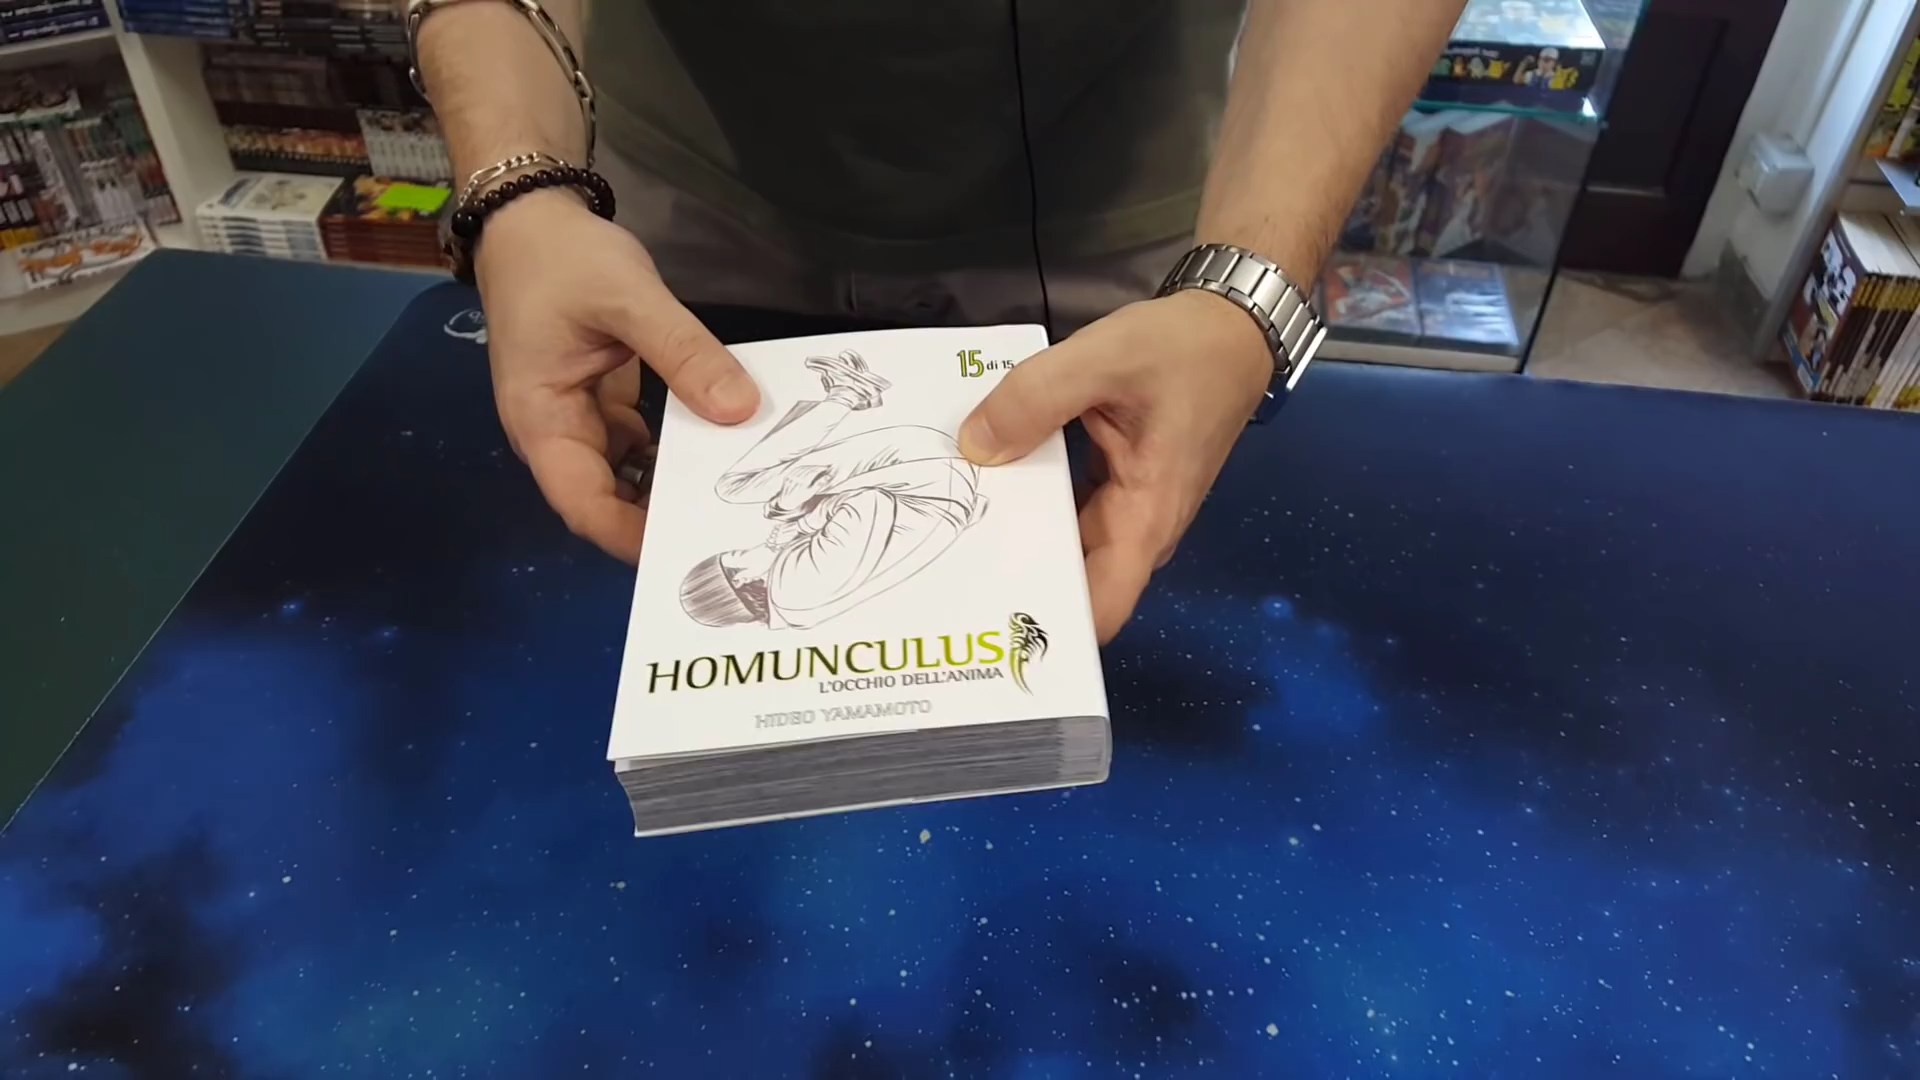 15 di 15
HOMUNCULUS
L'OCCHIO DELL'ANIMA
HIDEO YAMAMOTO